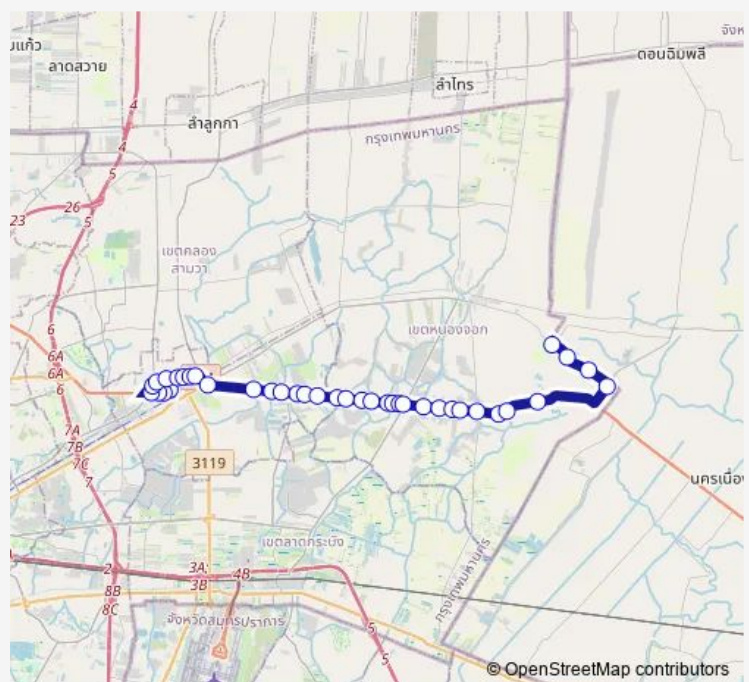 ลาดสวาย
ลำลูกกา
ลำไทร
ดอนฉิมพลี
กรุงเทพมหานคร
4
4
5
26
5
23
เขตคลอง
สามวา
6
6A
6A
6
เขตหนองจอก
7A
7B
7C
7
3119
นครเนื่อง
เขตลาดกระบัง
2
3A;
3B
4B
8B
8C
5
5
กรุงเทพมหานคร
จังหวัดสมุทรปราการ
© OpenStreetMap contributors